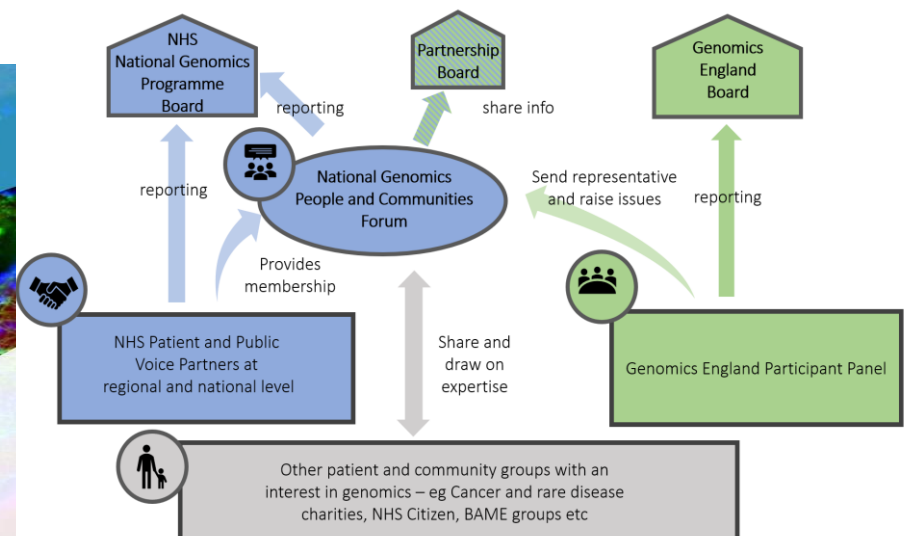 NHS
National Genomics
Programme
Board
Partnership
Board
Genomics
England
Board
reporting
share info
reporting
National Genomics
People and Communities
Forum
Send representative
and raise issues
reporting
Provides
membership
NHS Patient and Public
Voice Partners at
regional and national level
Share and
draw on
expertise
Genomics England Participant Panel
Other patient and community groups with an
interest in genomics – eg Cancer and rare disease
charities, NHS Citizen, BAME groups etc